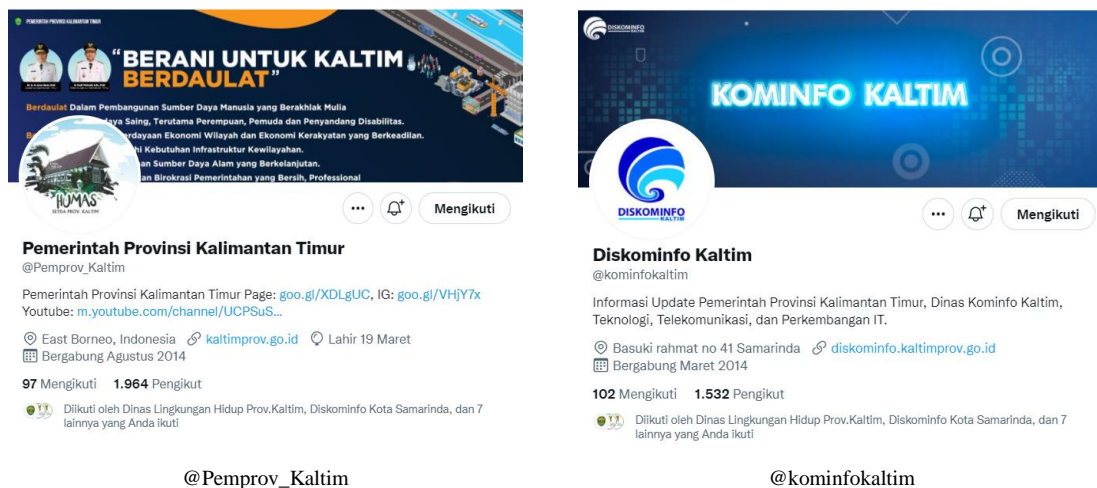 PEMERINTAH PROVINSI KALIMANTAN TIMUR
"BERANI UNTUK KALTIM
BERDAULAT"
Berdaulat Dalam Pembangunan Sumber Daya Manusia yang Berakhlak Mulia
Saing, Terutama Perempuan, Pemuda dan Penyandang Disabilitas.
Ekonomi Wilayah dan Ekonomi Kerakyatan yang Berkeadilan.
Kebutuhan Infrastruktur Kewilayahan.
Sumber Daya Alam yang Berkelanjutan.
Birokrasi Pemerintahan yang Bersih, Professional
HUMAS
SETDA PROV. KALTIM
Mengikuti
Pemerintah Provinsi Kalimantan Timur
@Pemprov_Kaltim
Pemerintah Provinsi Kalimantan Timur Page: goo.gl/XDLgUC, IG: goo.gl/VHjY7x
Youtube: m.youtube.com/channel/UCPSuS...
East Borneo, Indonesia kaltimprov.go.id Lahir 19 Maret
Bergabung Agustus 2014
97 Mengikuti 1.964 Pengikut
Diikuti oleh Dinas Lingkungan Hidup Prov.Kaltim, Diskominfo Kota Samarinda, dan 7
lainnya yang Anda ikuti
@Pemprov_Kaltim
DISKOMINFO
KALTIM
KOMINFO KALTIM
DISKOMINFO
KALTIM
Mengikuti
Diskominfo Kaltim
@kominfokaltim
Informasi Update Pemerintah Provinsi Kalimantan Timur, Dinas Kominfo Kaltim,
Teknologi, Telekomunikasi, dan Perkembangan IT.
Basuki rahmat no 41 Samarinda diskominfo.kaltimprov.go.id
Bergabung Maret 2014
102 Mengikuti 1.532 Pengikut
Diikuti oleh Dinas Lingkungan Hidup Prov.Kaltim, Diskominfo Kota Samarinda, dan 7
lainnya yang Anda ikuti
@kominfokaltim